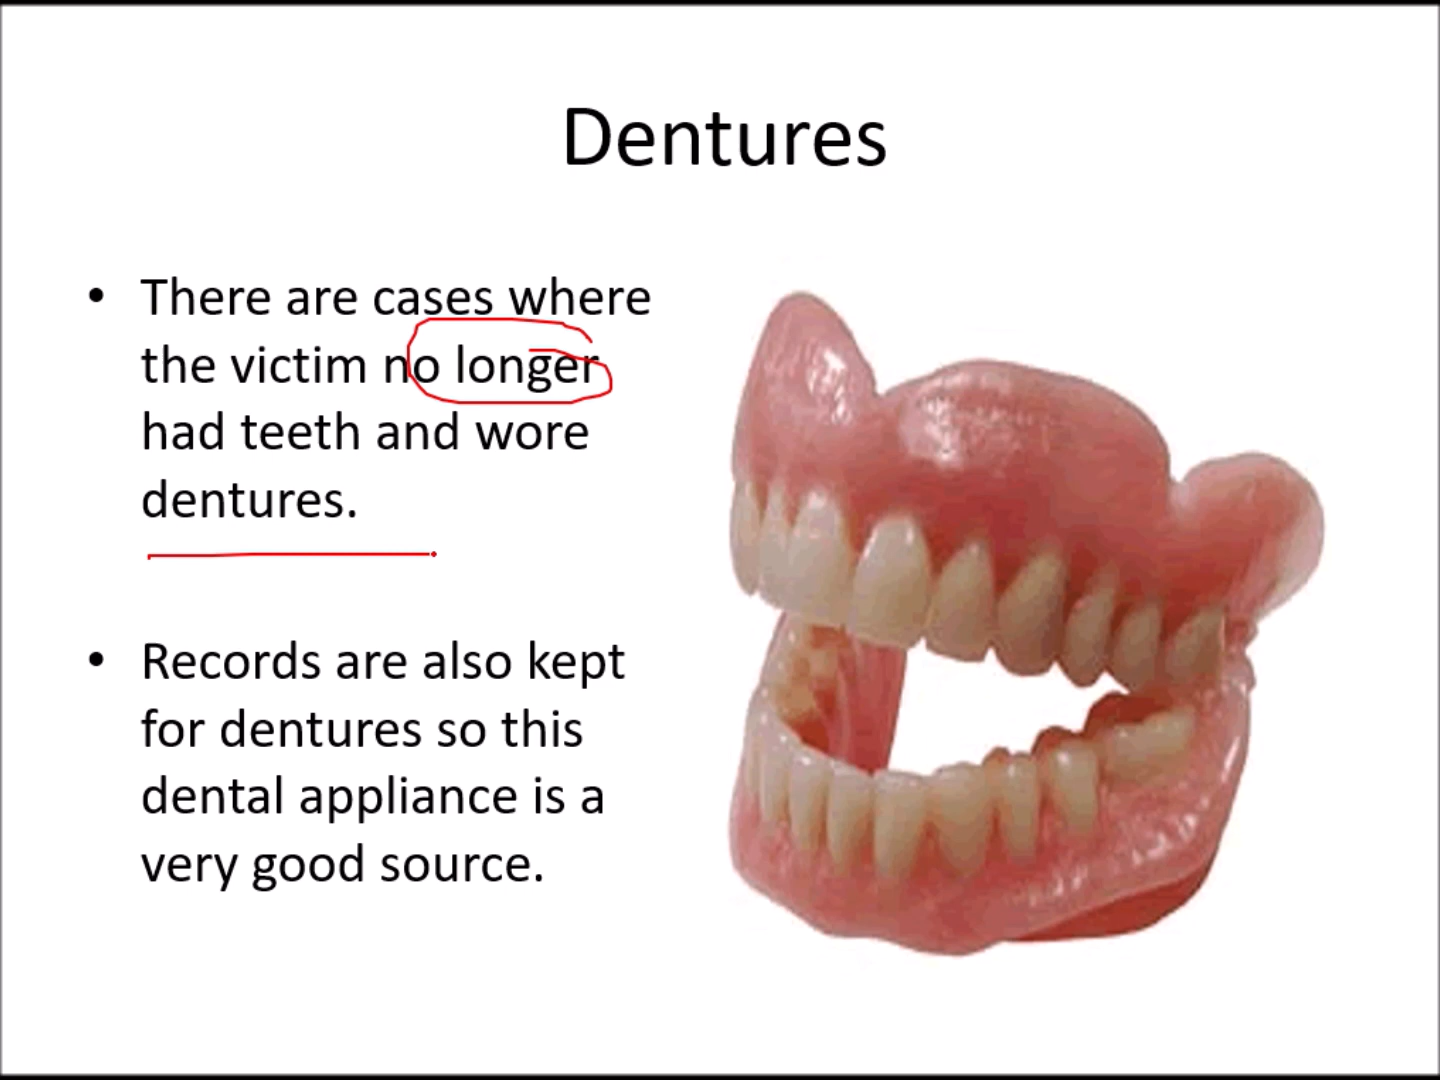 Dentures
• There are cases where
the victim no longer
had teeth and wore
dentures.
• Records are also kept
for dentures so this
dental appliance is a
very good source.